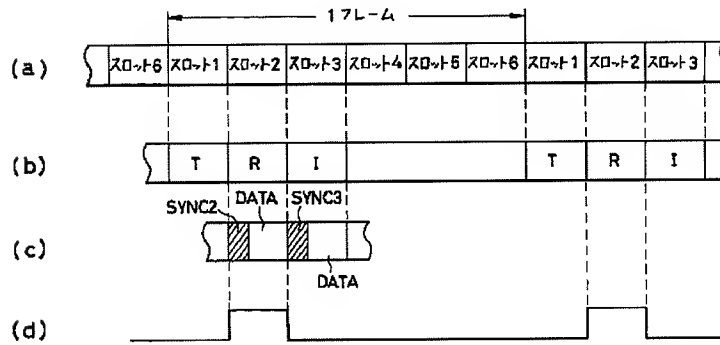 1フレーム
(a) スロット6 スロット1 スロット2 スロット3 スロット4 スロット5 スロット6 スロット1 スロット2 スロット3
(b) T R I T R I
SYNC2 DATA SYNC3
(c)
DATA
(d)